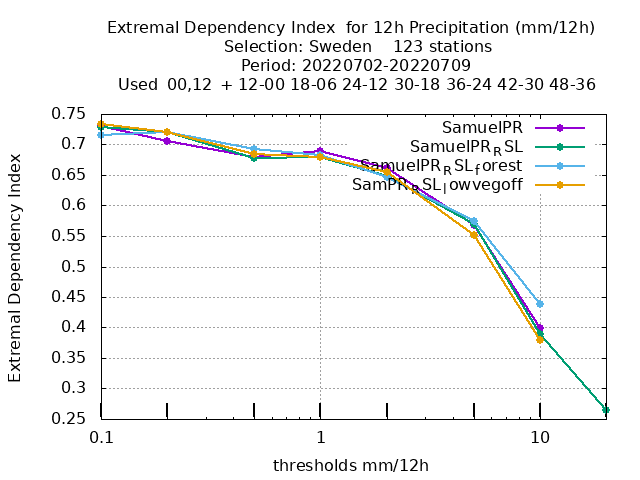 Extremal Dependency Index  for 12h Precipitation (mm/12h)
Selection: Sweden    123 stations
Period: 20220702-20220709
Used  00,12  + 12-00 18-06 24-12 30-18 36-24 42-30 48-36
SamuelPR
SamuelPR_RSL
SamuelPR_RSL_forest
SamPR_RSL_lowvegoff
Extremal Dependency Index
0.75
0.7
0.65
0.6
0.55
0.5
0.45
0.4
0.35
0.3
0.25
0.1 1 10
thresholds mm/12h